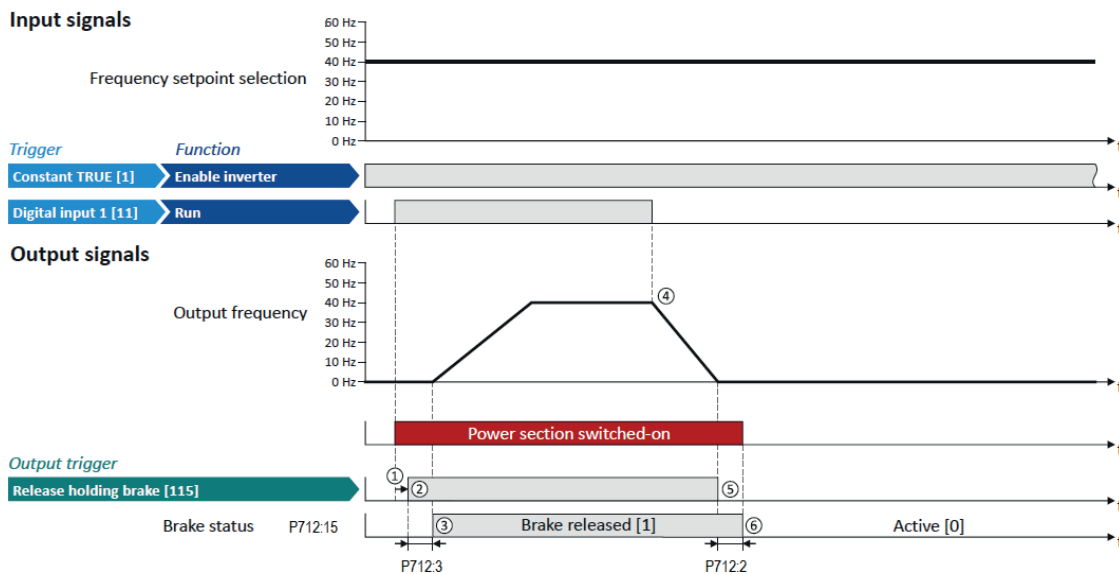 Input signals
60 Hz
50 Hz
40 Hz
30 Hz
20 Hz
10 Hz
0 Hz
Frequency setpoint selection
t
Trigger Function
Constant TRUE [1] Enable inverter
t
Digital input 1 [11] Run
t
Output signals
60 Hz
50 Hz
40 Hz
30 Hz
20 Hz
10 Hz
0 Hz
Output frequency
④
t
Power section switched-on
t
Output trigger
Release holding brake [115] ① ② ⑤
t
Brake status P712:15 ③ Brake released [1] ⑥ Active [0]
t
P712:3 P712:2